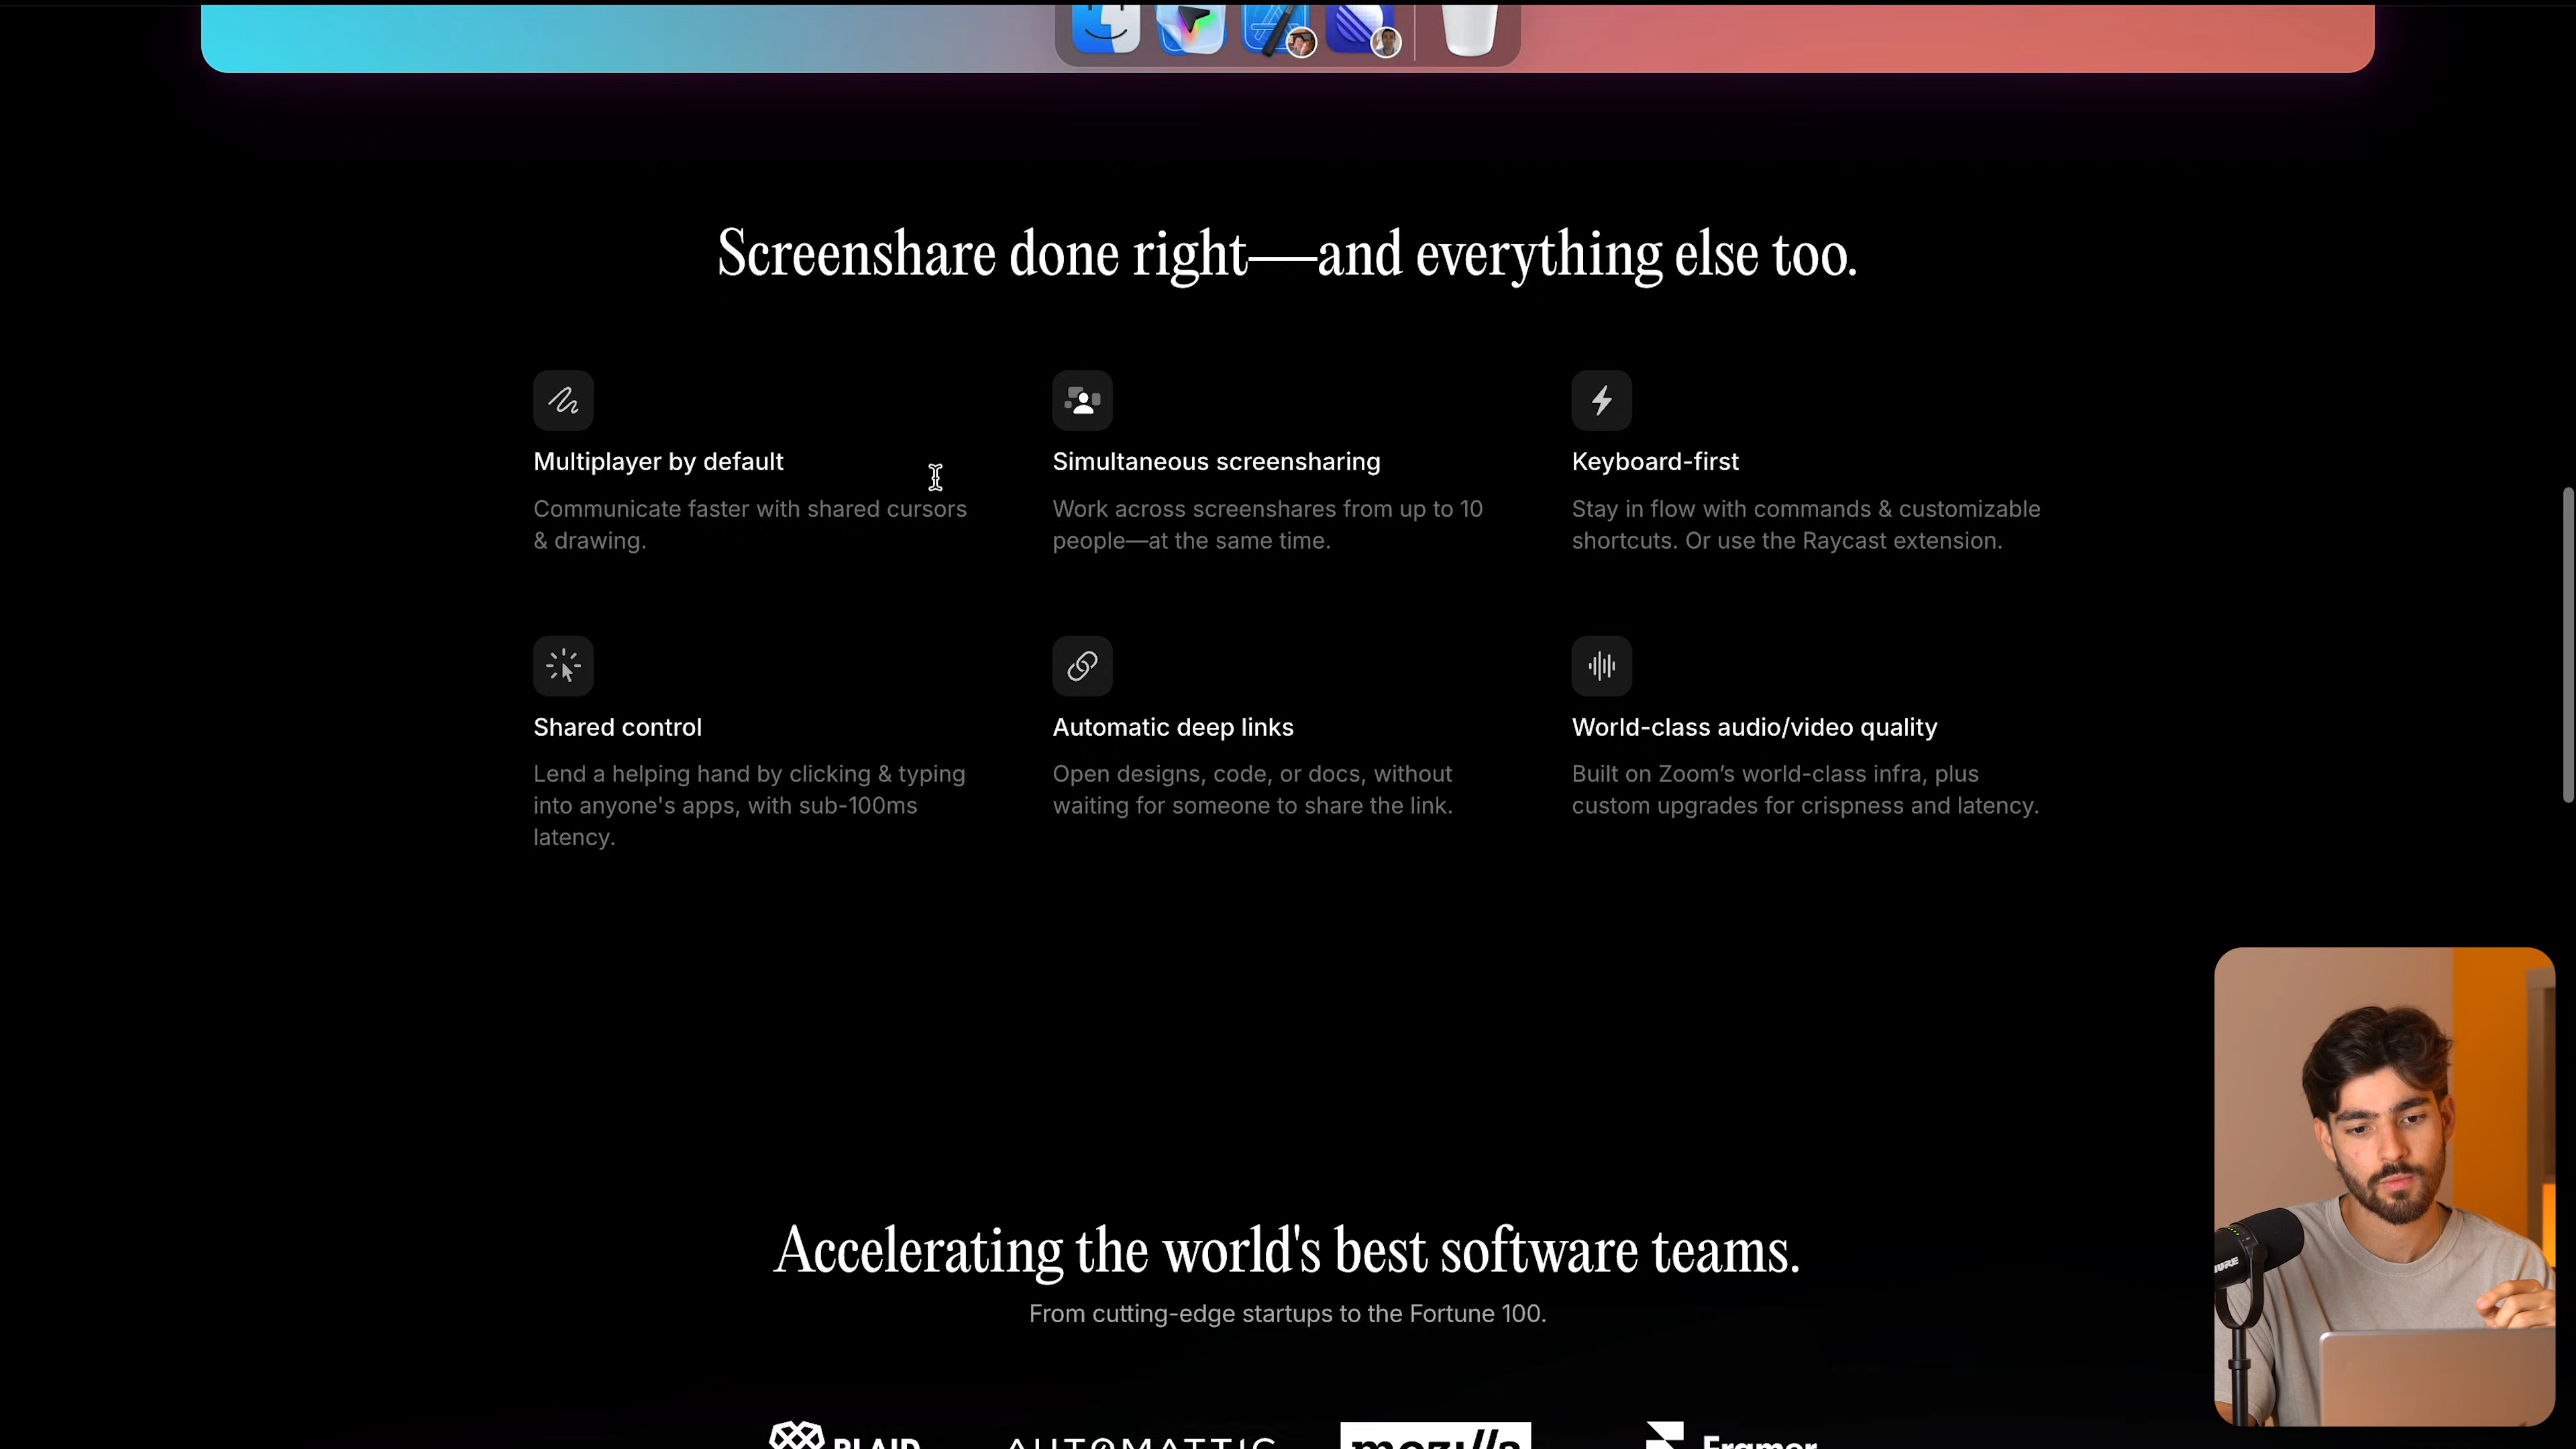 Screenshare done right—and everything else too.
Multiplayer by default
Communicate faster with shared cursors
& drawing.
Simultaneous screensharing
Work across screenshares from up to 10
people—at the same time.
Keyboard-first
Stay in flow with commands & customizable
shortcuts. Or use the Raycast extension.
Shared control
Lend a helping hand by clicking & typing
into anyone's apps, with sub-100ms
latency.
Automatic deep links
Open designs, code, or docs, without
waiting for someone to share the link.
World-class audio/video quality
Built on Zoom’s world-class infra, plus
custom upgrades for crispness and latency.
Accelerating the world's best software teams.
From cutting-edge startups to the Fortune 100.
PLAID
AUTOMATTIC
mozilla
Framer